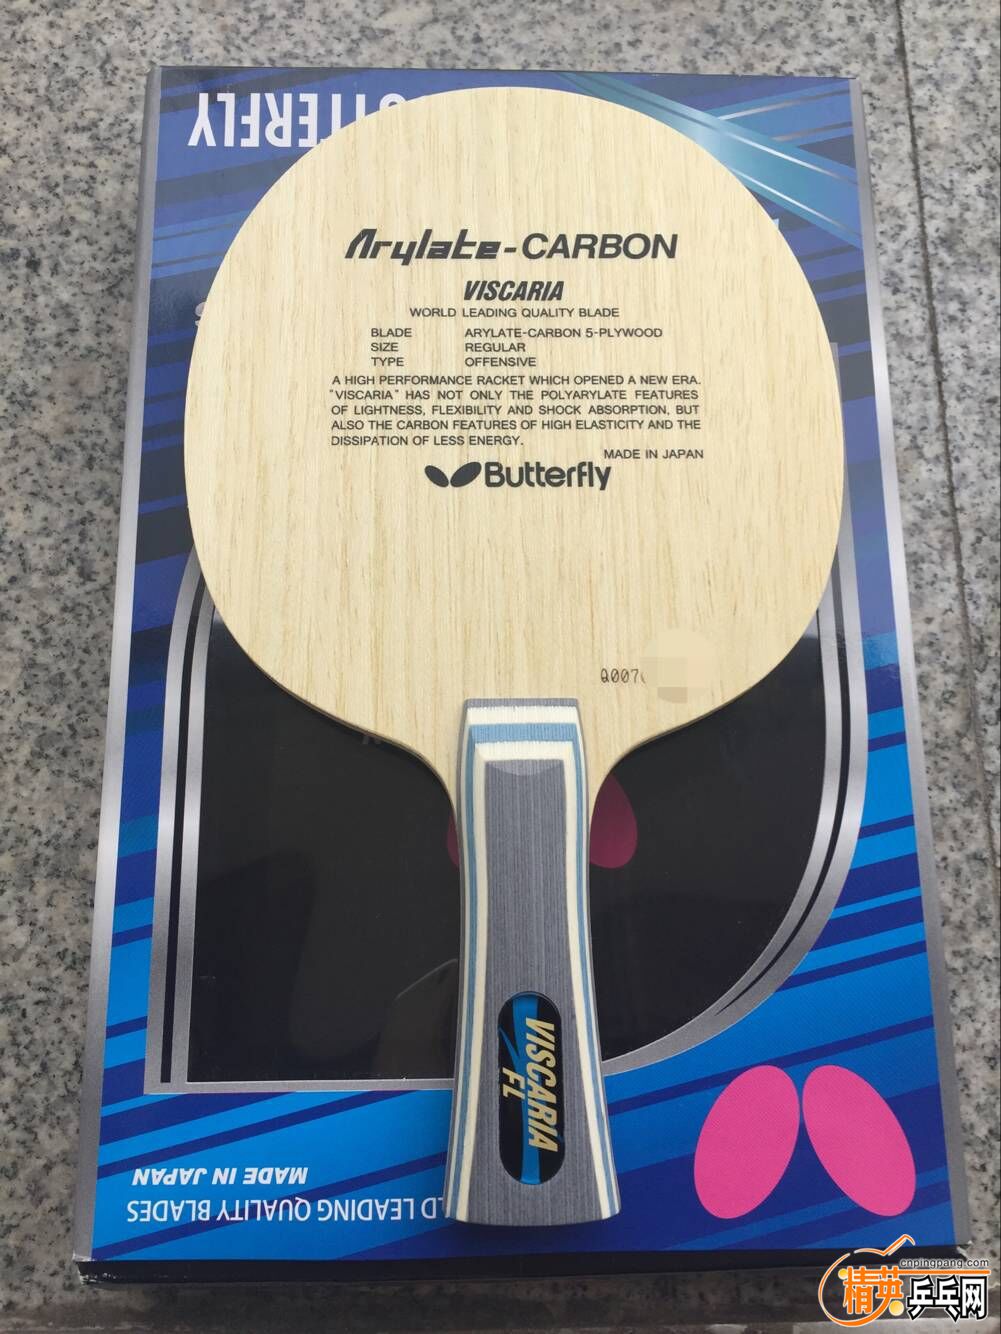 BUTTERFLY
Arylate-CARBON
VISCARIA
WORLD LEADING QUALITY BLADE
BLADE ARYLATE-CARBON 5-PLYWOOD
SIZE REGULAR
TYPE OFFENSIVE
A HIGH PERFORMANCE RACKET WHICH OPENED A NEW ERA.
"VISCARIA" HAS NOT ONLY THE POLYARYLATE FEATURES
OF LIGHTNESS, FLEXIBILITY AND SHOCK ABSORPTION, BUT
ALSO THE CARBON FEATURES OF HIGH ELASTICITY AND THE
DISSIPATION OF LESS ENERGY.
MADE IN JAPAN
Butterfly
Q007
VISCARIA
FL
MADE IN JAPAN
LD LEADING QUALITY BLADES
cnpingpang.com
精英乒乓网